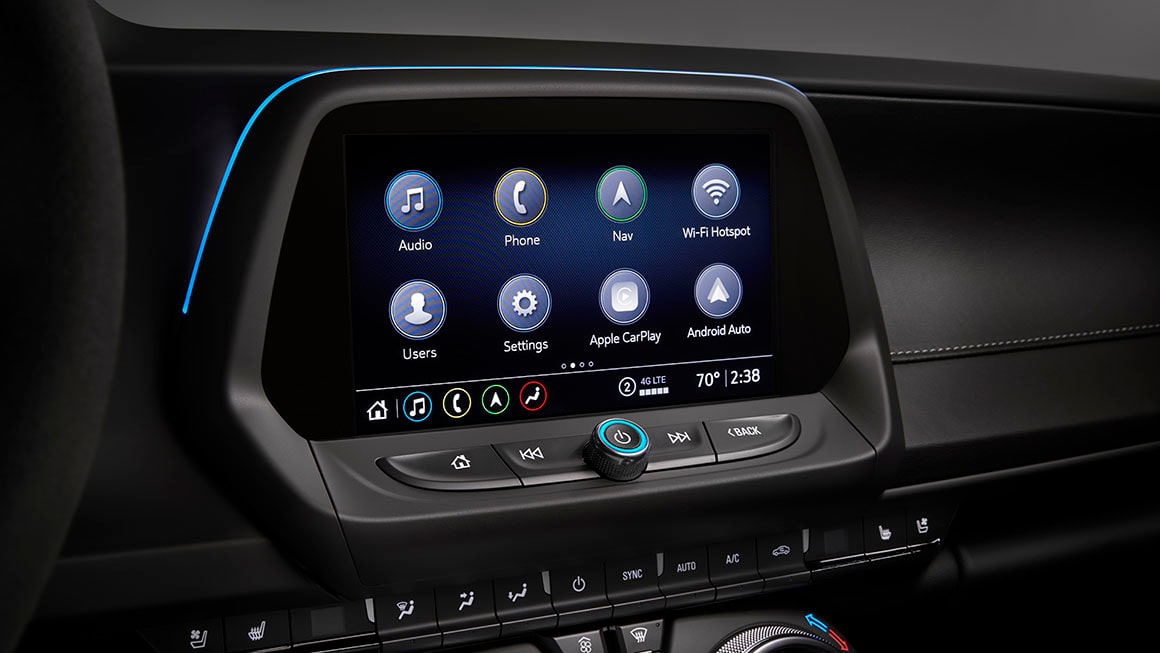 Audio
Phone
Nav
Wi-Fi Hotspot
Users
Settings
Apple CarPlay
Android Auto
2
4G LTE
70°
2:38
BACK
SYNC
AUTO
A/C